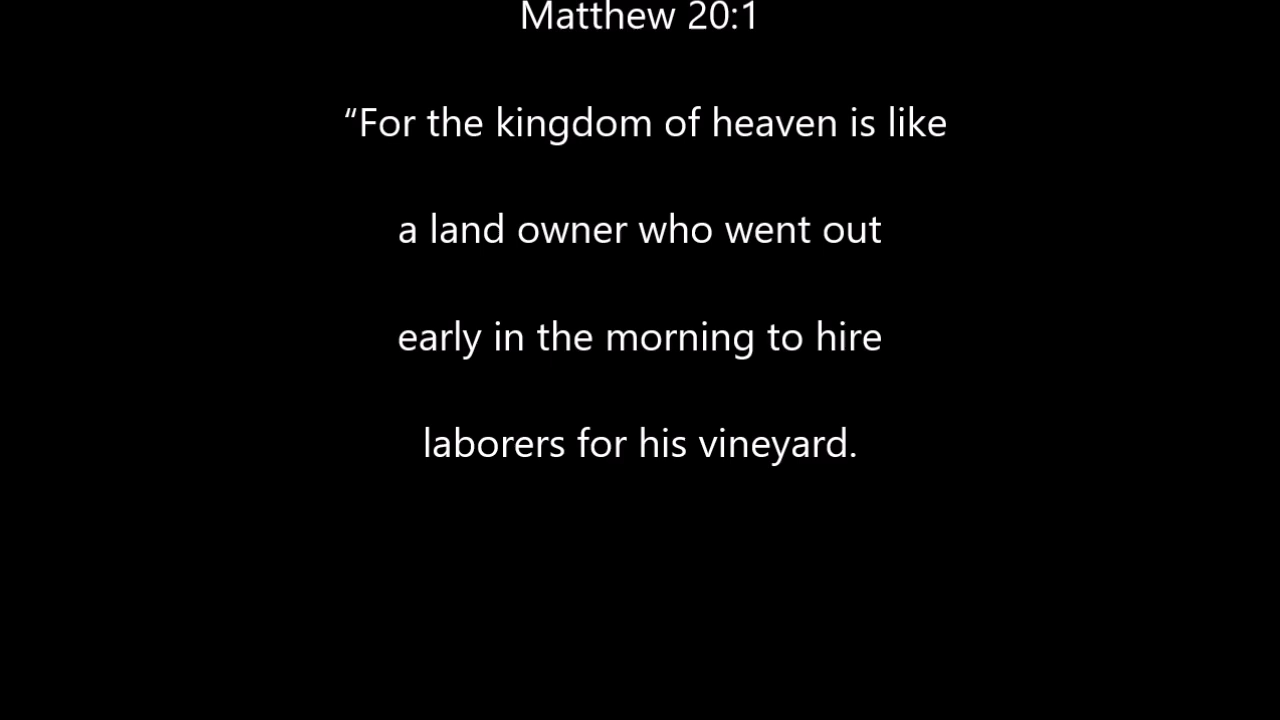 Matthew 20:1
“For the kingdom of heaven is like
a land owner who went out
early in the morning to hire
laborers for his vineyard.